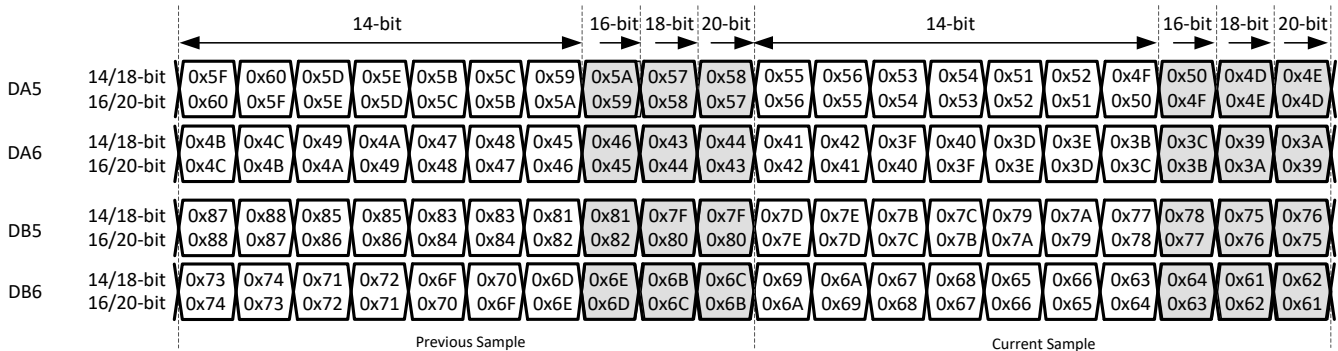 14-bit 16-bit 18-bit 20-bit 14-bit 16-bit 18-bit 20-bit
DA5
14/18-bit 0x5F 0x60 0x5D 0x5E 0x5B 0x5C 0x59 0x5A 0x57 0x58 0x55 0x56 0x53 0x54 0x51 0x52 0x4F 0x50 0x4D 0x4E
16/20-bit 0x60 0x5F 0x5E 0x5D 0x5C 0x5B 0x5A 0x59 0x58 0x57 0x56 0x55 0x54 0x53 0x52 0x51 0x50 0x4F 0x4E 0x4D
DA6
14/18-bit 0x4B 0x4C 0x49 0x4A 0x47 0x48 0x45 0x46 0x43 0x44 0x41 0x42 0x3F 0x40 0x3D 0x3E 0x3B 0x3C 0x39 0x3A
16/20-bit 0x4C 0x4B 0x4A 0x49 0x48 0x47 0x46 0x45 0x44 0x43 0x42 0x41 0x40 0x3F 0x3E 0x3D 0x3C 0x3B 0x3A 0x39
DB5
14/18-bit 0x87 0x88 0x85 0x85 0x83 0x83 0x81 0x81 0x7F 0x7F 0x7D 0x7E 0x7B 0x7C 0x79 0x7A 0x77 0x78 0x75 0x76
16/20-bit 0x88 0x87 0x86 0x86 0x84 0x84 0x82 0x82 0x80 0x80 0x7E 0x7D 0x7C 0x7B 0x7A 0x79 0x78 0x77 0x76 0x75
DB6
14/18-bit 0x73 0x74 0x71 0x72 0x6F 0x70 0x6D 0x6E 0x6B 0x6C 0x69 0x6A 0x67 0x68 0x65 0x66 0x63 0x64 0x61 0x62
16/20-bit 0x74 0x73 0x72 0x71 0x70 0x6F 0x6E 0x6D 0x6C 0x6B 0x6A 0x69 0x68 0x67 0x66 0x65 0x64 0x63 0x62 0x61
Previous Sample Current Sample